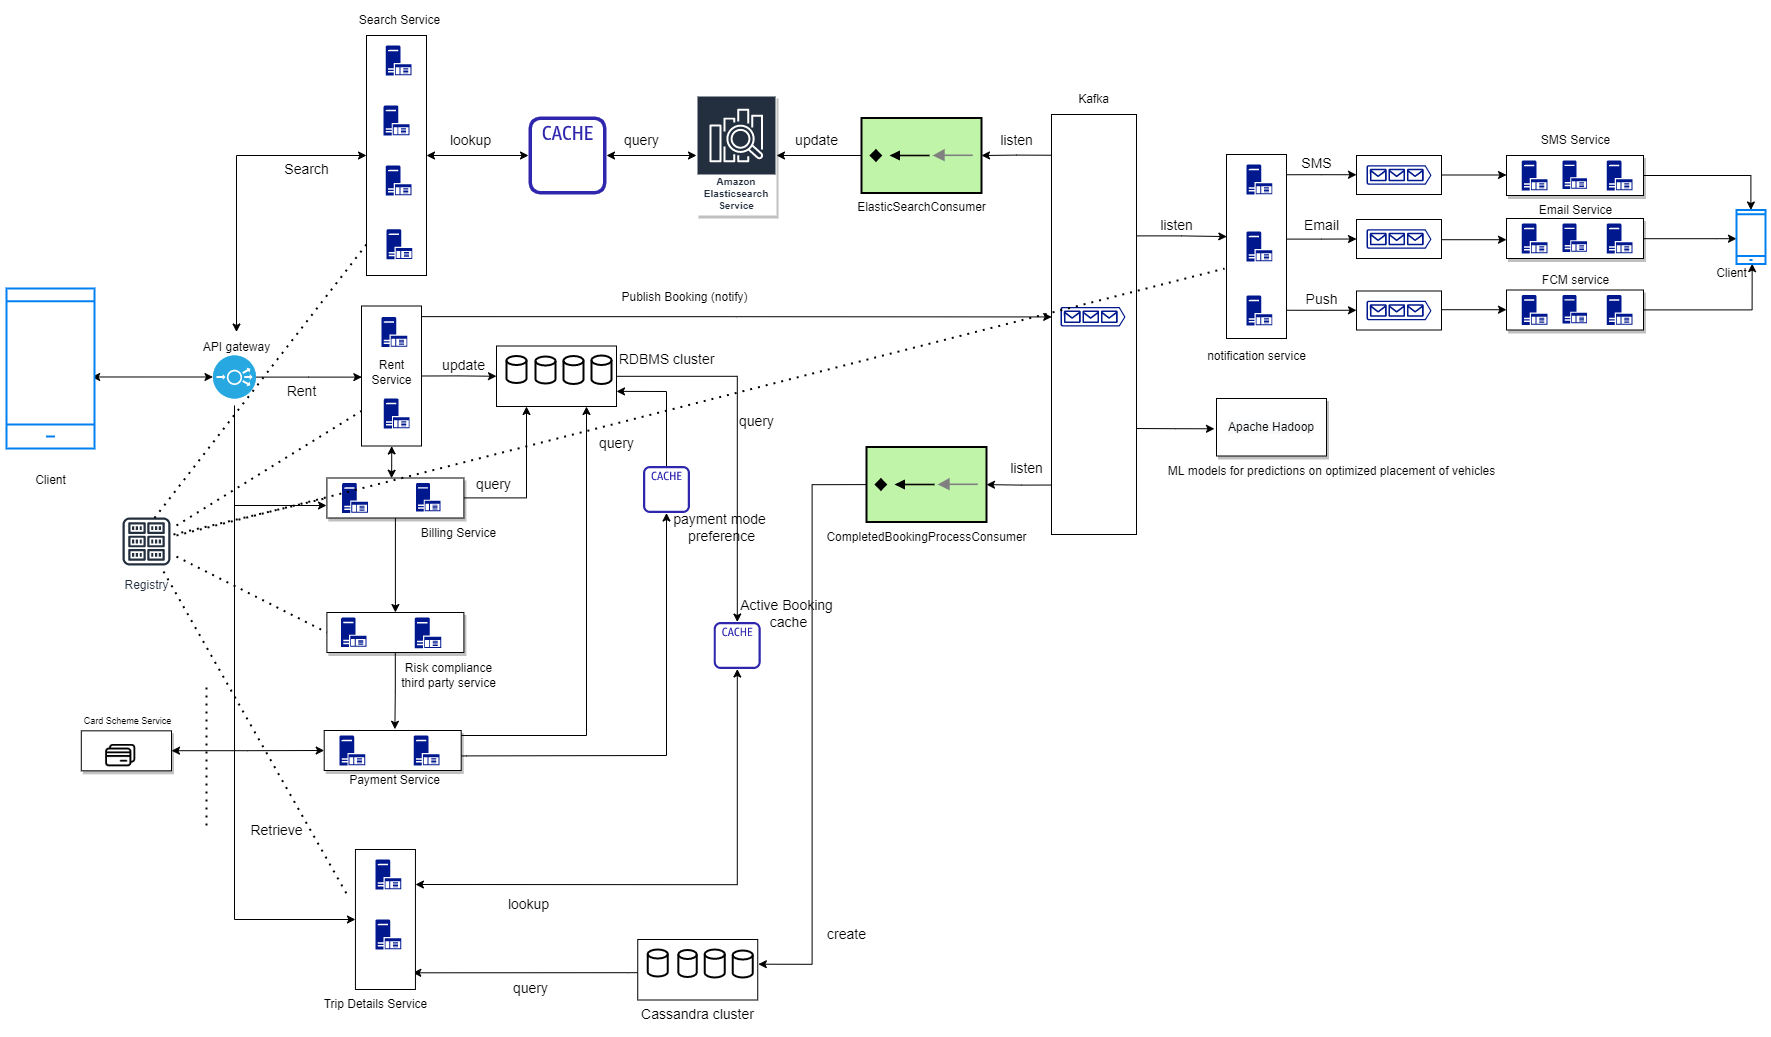 Search Service
Kafka
CACHE
lookup
query
update
listen
SMS Service
Search
SMS
Amazon
Elasticsearch
Service
ElasticSearchConsumer
listen
Email
Email Service
Client
FCM service
Publish Booking (notify)
Push
API gateway
notification service
Rent
Service
update
RDBMS cluster
Rent
query
query
Apache Hadoop
Client
query
CACHE
listen
ML models for predictions on optimized placement of vehicles
Billing Service
payment mode
preference
CompletedBookingProcessConsumer
Registry
Active Booking
cache
CACHE
Risk compliance
third party service
Card Scheme Service
Payment Service
Retrieve
lookup
create
query
Trip Details Service
Cassandra cluster